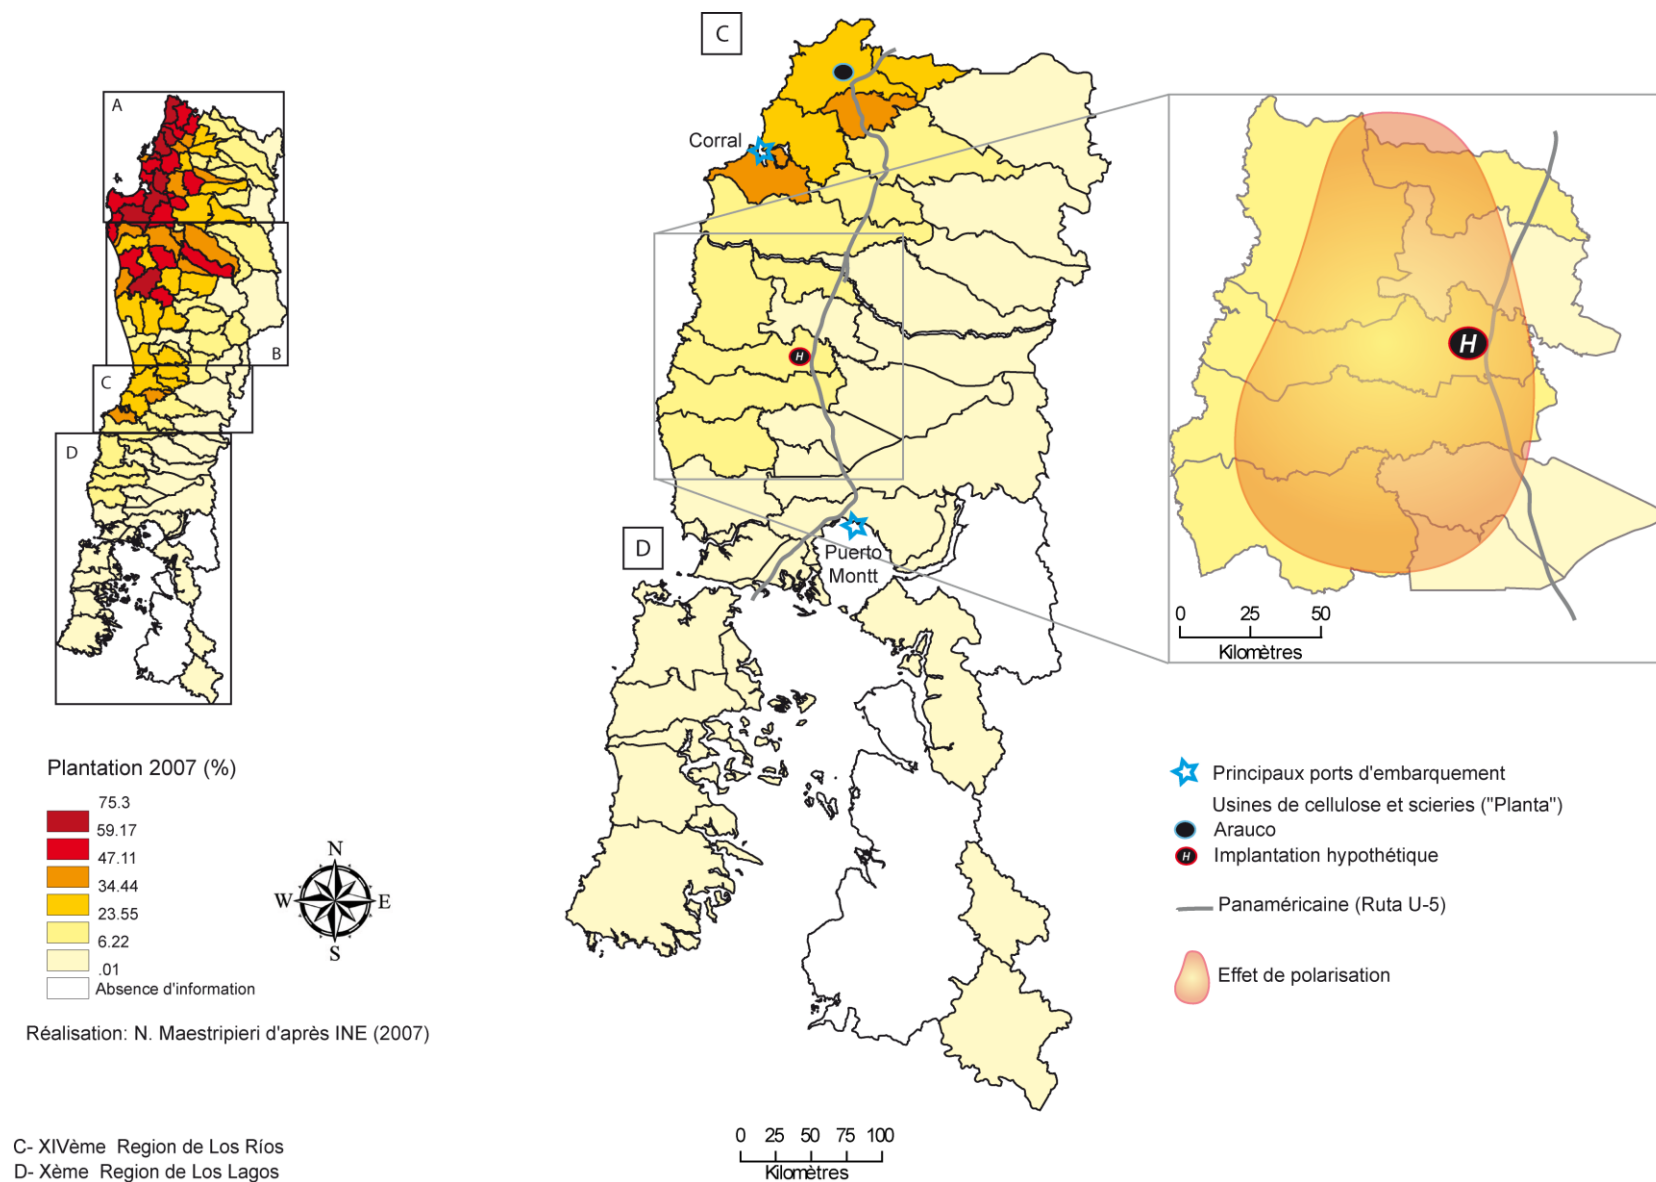 A
B
C
D
Plantation 2007 (%)
75.3
59.17
47.11
34.44
23.55
6.22
.01
Absence d'information
N
W
E
S
Réalisation: N. Maestripieri d'après INE (2007)
C- XIVème Region de Los Ríos
D- Xème Region de Los Lagos
C
Corral
H
D
Puerto
Montt
0 25 50 75 100
Kilomètres
H
0 25 50
Kilomètres
Principaux ports d'embarquement
Usines de cellulose et scieries ("Planta")
Arauco
H Implantation hypothétique
Panaméricaine (Ruta U-5)
Effet de polarisation